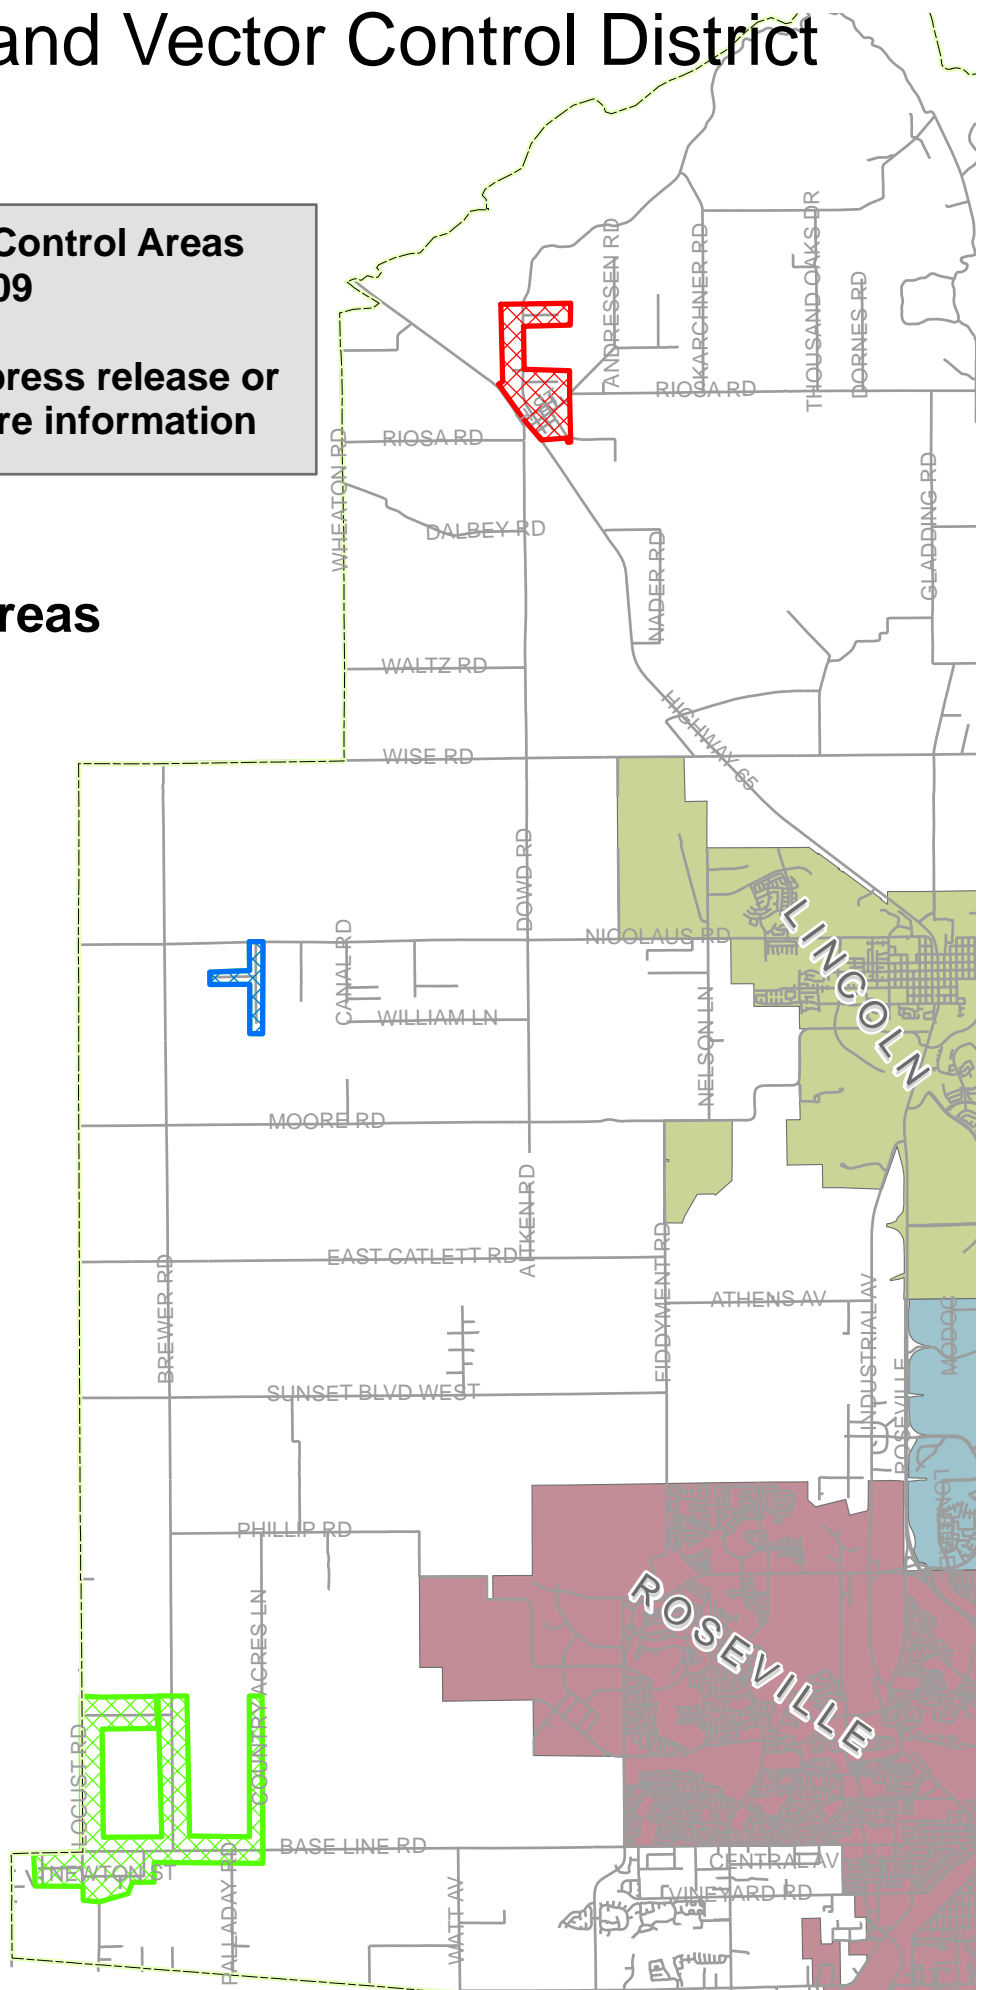 and Vector Control District
Control Areas
09
press release or
re information
reas
ANDRESSEN RD
KARCHNER RD
THOUSAND OAKS DR
DORNES RD
RIOSA RD
RIOSA RD
WHEATON RD
DALBEY RD
NADER RD
GLADDING RD
WALTZ RD
HIGHWAY 65
WISE RD
DOWD RD
NICOLAUS RD
LINCOLN
CANAL RD
WILLIAM LN
NELSON LN
MOORE RD
AITKEN RD
EAST CATLETT RD
BREWER RD
FIDDYMENT RD
ATHENS AV
INDUSTRIAL AV
MODOC
SUNSET BLVD WEST
ROSEVILLE
PHILLIP RD
ROSEVILLE
COUNTRY ACRES LN
LOCUST RD
BASE LINE RD
NEWTON ST
PALLADAY RD
WATT AV
CENTRAL AV
VINEYARD RD